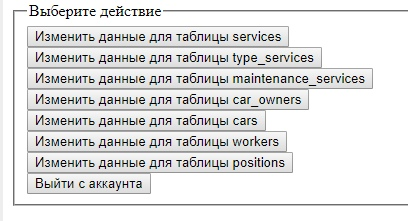 Выберите действие
Изменить данные для таблицы services
Изменить данные для таблицы type_services
Изменить данные для таблицы maintenance_services
Изменить данные для таблицы car_owners
Изменить данные для таблицы cars
Изменить данные для таблицы workers
Изменить данные для таблицы positions
Выйти с аккаунта